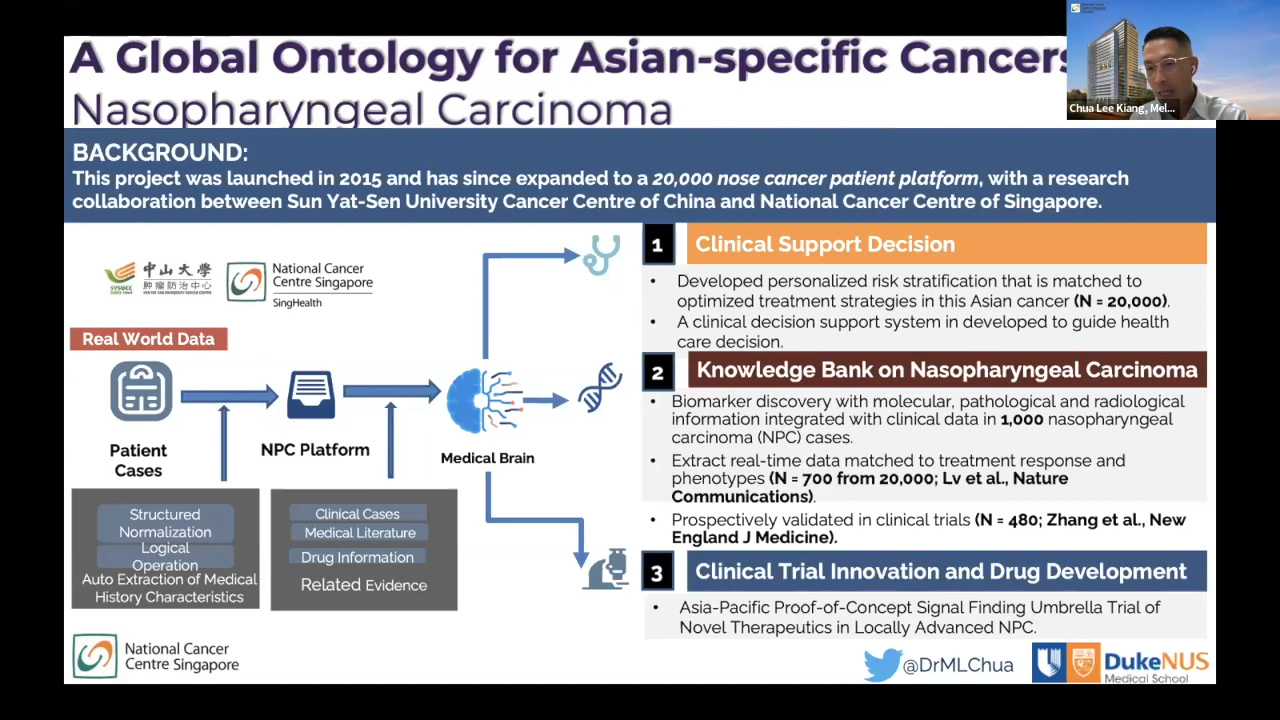 A Global Ontology for Asian-specific Cancers
Nasopharyngeal Carcinoma
Chua Lee Kiang, Mel...
BACKGROUND:
This project was launched in 2015 and has since expanded to a 20,000 nose cancer patient platform, with a research
collaboration between Sun Yat-Sen University Cancer Centre of China and National Cancer Centre of Singapore.
中山大學
肿瘤防治中心
National Cancer
Centre Singapore
SingHealth
Real World Data
Patient
Cases
NPC Platform
Medical Brain
Structured
Normalization
Logical
Operation
Auto Extraction of Medical
History Characteristics
Clinical Cases
Medical Literature
Drug Information
Related Evidence
1 Clinical Support Decision
• Developed personalized risk stratification that is matched to
optimized treatment strategies in this Asian cancer (N = 20,000).
• A clinical decision support system in developed to guide health
care decision.
2 Knowledge Bank on Nasopharyngeal Carcinoma
• Biomarker discovery with molecular, pathological and radiological
information integrated with clinical data in 1,000 nasopharyngeal
carcinoma (NPC) cases.
• Extract real-time data matched to treatment response and
phenotypes (N = 700 from 20,000; Lv et al., Nature
Communications).
• Prospectively validated in clinical trials (N = 480; Zhang et al., New
England J Medicine).
3 Clinical Trial Innovation and Drug Development
• Asia-Pacific Proof-of-Concept Signal Finding Umbrella Trial of
Novel Therapeutics in Locally Advanced NPC.
National Cancer
Centre Singapore
@DrMLChua
DukeNUS
Medical School